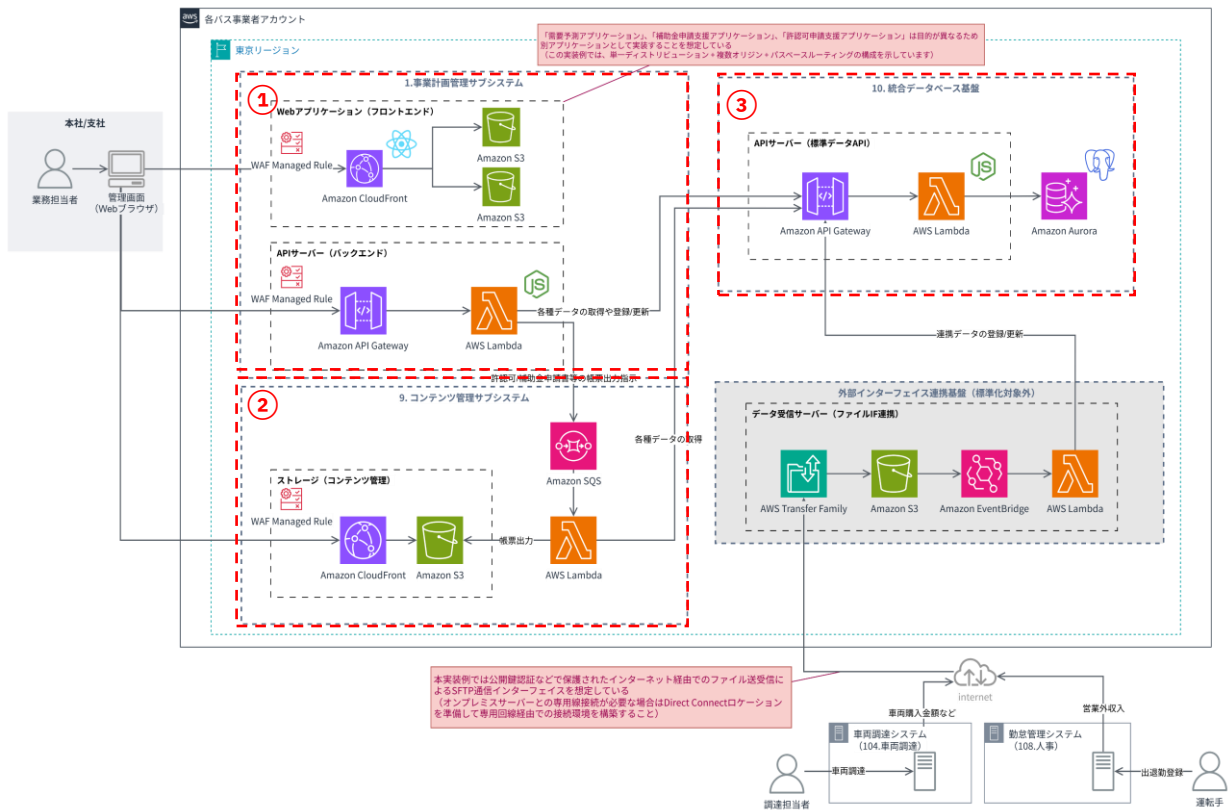 aws
各バス事業者アカウント
東京リージョン
「需要予測アプリケーション」、「補助金申請支援アプリケーション」、「許認可申請支援アプリケーション」は目的が異なるため
別アプリケーションとして実装することを想定している
（この実装例では、単一ディストリビューション＋複数オリジン＋パスベースルーティングの構成を示しています）
本社/支社
業務担当者
管理画面
（Webブラウザ）
①
1.事業計画管理サブシステム
Webアプリケーション（フロントエンド）
WAF Managed Rule
Amazon CloudFront
Amazon S3
Amazon S3
APIサーバー（バックエンド）
WAF Managed Rule
Amazon API Gateway
JS
AWS Lambda
各種データの取得や登録/更新
許認可/補助金申請書等の帳票出力指示
②
9. コンテンツ管理サブシステム
各種データの取得
Amazon SQS
ストレージ（コンテンツ管理）
WAF Managed Rule
Amazon CloudFront
Amazon S3
帳票出力
AWS Lambda
③
10. 統合データベース基盤
APIサーバー（標準データAPI）
JS
Amazon API Gateway
AWS Lambda
Amazon Aurora
連携データの登録/更新
外部インターフェイス連携基盤（標準化対象外）
データ受信サーバー（ファイルIF連携）
AWS Transfer Family
Amazon S3
Amazon EventBridge
AWS Lambda
本実装例では公開鍵認証などで保護されたインターネット経由でのファイル送受信に
よるSFTP通信インターフェイスを想定している
（オンプレミスサーバーとの専用線接続が必要な場合はDirect Connectロケーション
を準備して専用回線経由での接続環境を構築すること）
internet
車両購入金額など
営業外収入
車両調達システム
（104.車両調達）
勤怠管理システム
（108.人事）
調達担当者
車両調達
出退勤登録
運転手